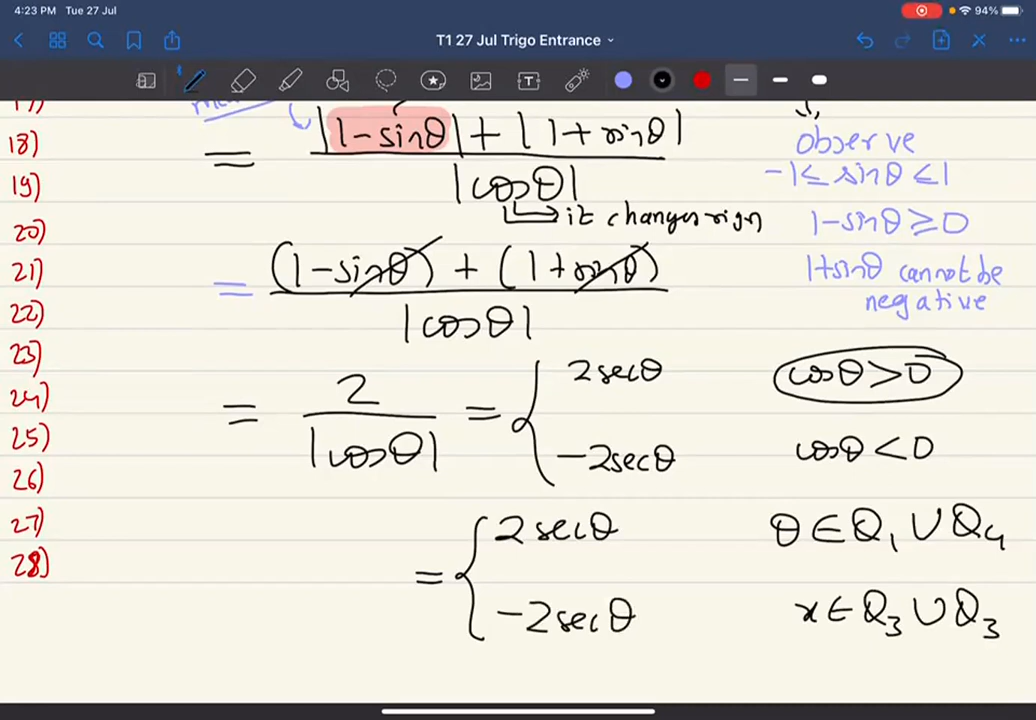 4:23 PM Tue 27 Jul
94%
T1 27 Jul Trigo Entrance
18)
19)
20)
21)
22)
23)
24)
25)
26)
27)
28)
= (|1-sinθ| + |1+sinθ|) / |cosθ|
it changes sign
observe
-1 ≤ sinθ ≤ 1
1-sinθ ≥ 0
1+sinθ cannot be
negative
= ((1-sinθ) + (1+sinθ)) / |cosθ|
= 2 / |cosθ| = { 2secθ cosθ > 0
-2secθ cosθ < 0
= { 2secθ θ ∈ Q₁ ∪ Q₄
-2secθ x ∈ Q₃ ∪ Q₃